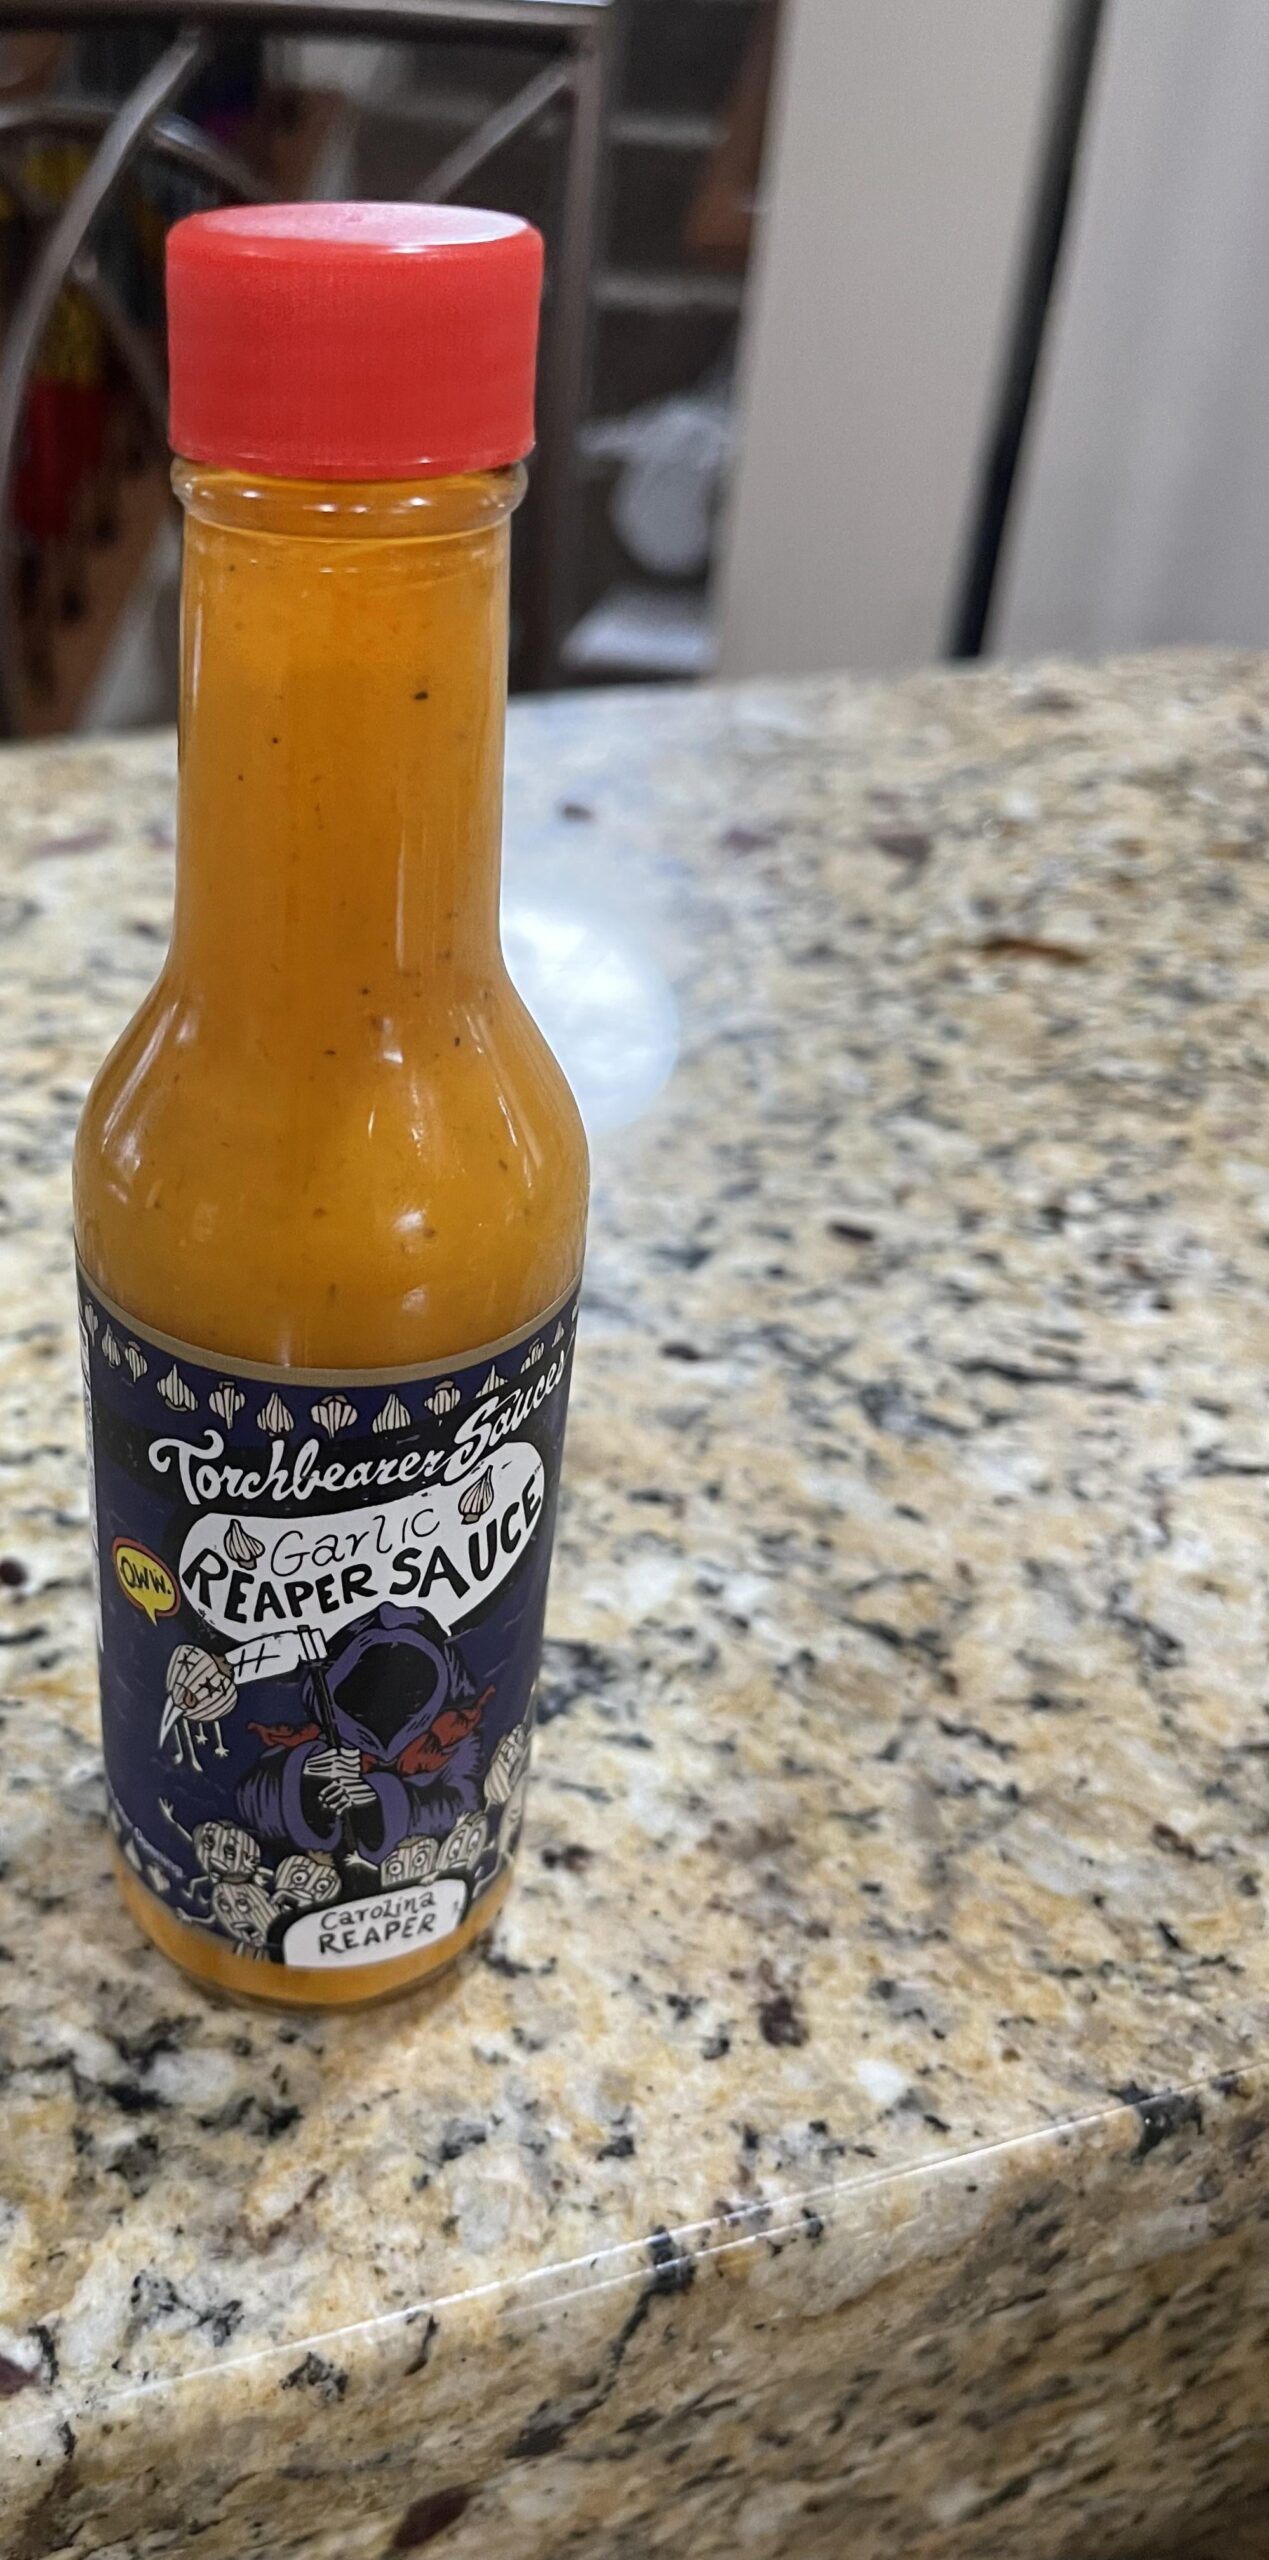 Torchbearer Sauces
Garlic
REAPER SAUCE
OWW.
Carolina
REAPER